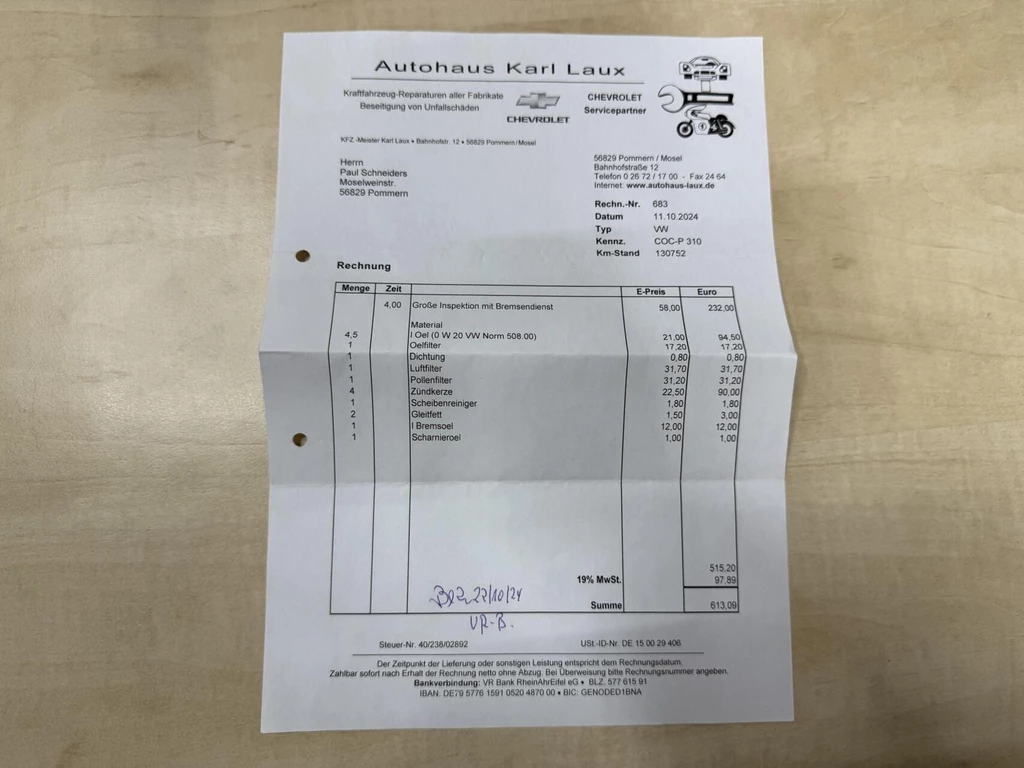 Autohaus Karl Laux
Kraftfahrzeug-Reparaturen aller Fabrikate
Beseitigung von Unfallschäden
CHEVROLET
CHEVROLET
Servicepartner
KFZ.-Meister Karl Laux • Bahnhofstr. 12 • 56829 Pommern/Mosel
Herrn
Paul Schneiders
Moselweinstr.
56829 Pommern
56829 Pommern / Mosel
Bahnhofstraße 12
Telefon 0 26 72 / 17 00 - Fax 24 64
Internet: www.autohaus-laux.de
Rechn.-Nr. 683
Datum 11.10.2024
Typ VW
Kennz. COC-P 310
Km-Stand 130752
Rechnung
Menge Zeit E-Preis Euro
4,00 Große Inspektion mit Bremsendienst 58,00 232,00
Material
4,5 l Oel (0 W 20 VW Norm 508.00) 21,00 94,50
1 Oelfilter 17,20 17,20
1 Dichtung 0,80 0,80
1 Luftfilter 31,70 31,70
1 Pollenfilter 31,20 31,20
4 Zündkerze 22,50 90,00
1 Scheibenreiniger 1,80 1,80
2 Gleitfett 1,50 3,00
1 l Bremsoel 12,00 12,00
1 Scharnieroel 1,00 1,00
515,20
19% MwSt. 97,89
Summe 613,09
22/10/24
VR-B.
Steuer-Nr. 40/238/02892 USt.-ID-Nr. DE 15 00 29 406
Der Zeitpunkt der Lieferung oder sonstigen Leistung entspricht dem Rechnungsdatum.
Zahlbar sofort nach Erhalt der Rechnung netto ohne Abzug. Bei Überweisung bitte Rechnungsnummer angeben.
Bankverbindung: VR Bank RheinAhrEifel eG • BLZ. 577 615 91
IBAN: DE79 5776 1591 0520 4870 00 • BIC: GENODED1BNA